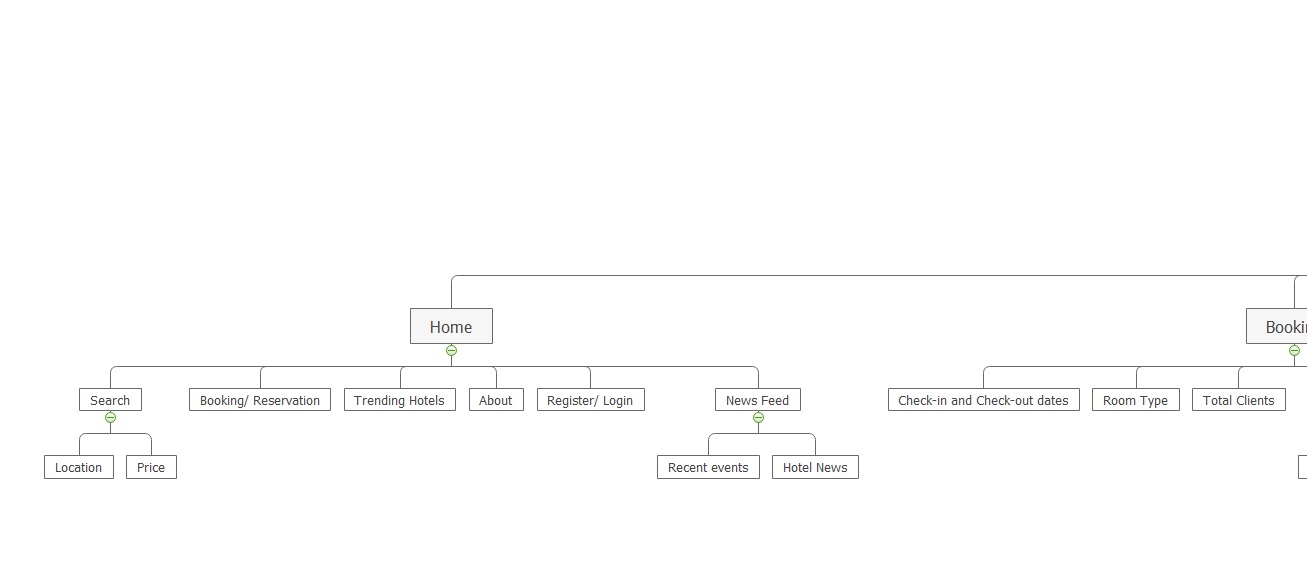 Home
Search
Booking/ Reservation
Trending Hotels
About
Register/ Login
News Feed
Check-in and Check-out dates
Room Type
Total Clients
Location
Price
Recent events
Hotel News